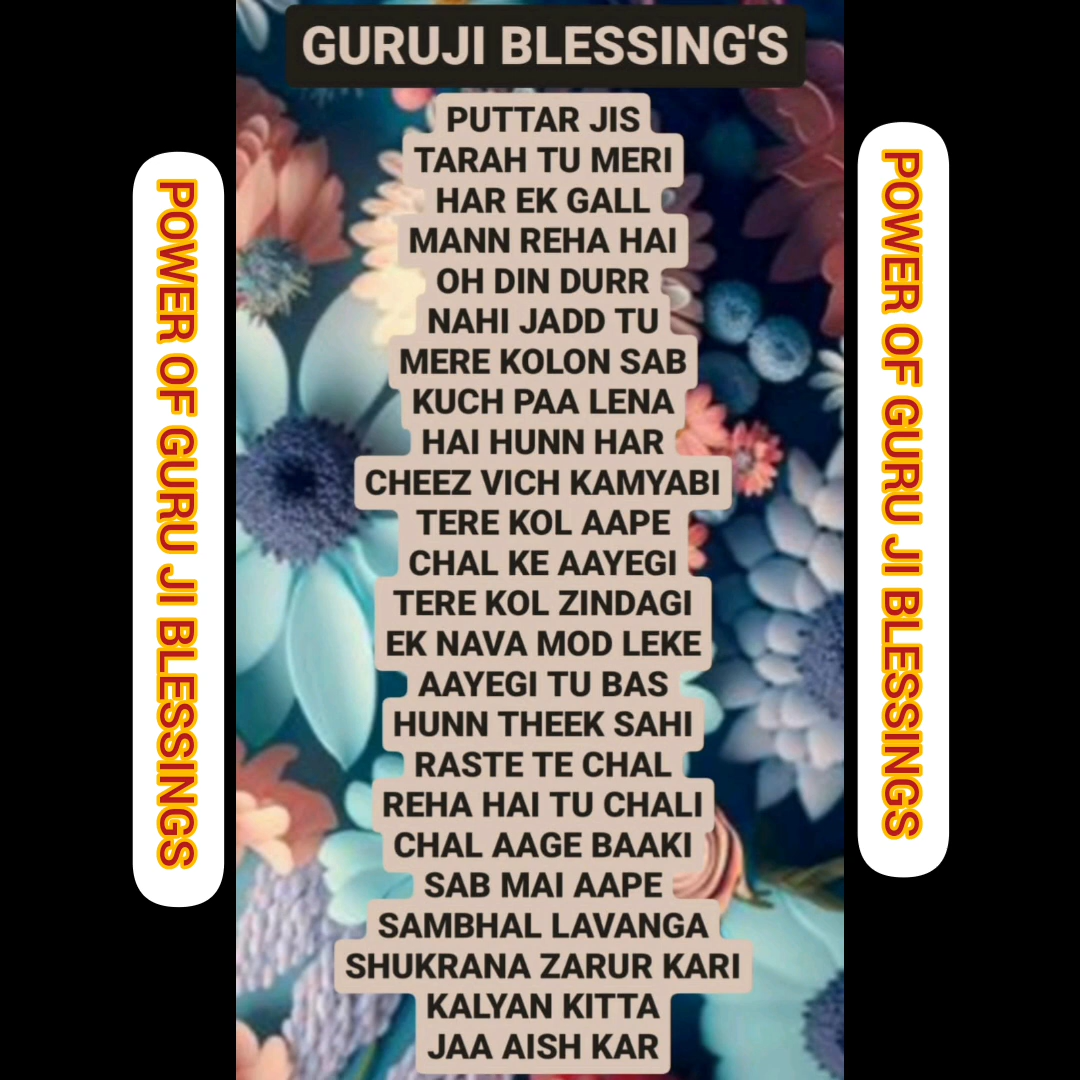 GURUJI BLESSING'S
PUTTAR JIS
TARAH TU MERI
HAR EK GALL
MANN REHA HAI
OH DIN DURR
NAHI JADD TU
MERE KOLON SAB
KUCH PAA LENA
HAI HUNN HAR
CHEEZ VICH KAMYABI
TERE KOL AAPE
CHAL KE AAYEGI
TERE KOL ZINDAGI
EK NAVA MOD LEKE
AAYEGI TU BAS
HUNN THEEK SAHI
RASTE TE CHAL
REHA HAI TU CHALI
CHAL AAGE BAAKI
SAB MAI AAPE
SAMBHAL LAVANGA
SHUKRANA ZARUR KARI
KALYAN KITTA
JAA AISH KAR
POWER OF GURU JI BLESSINGS
POWER OF GURU JI BLESSINGS